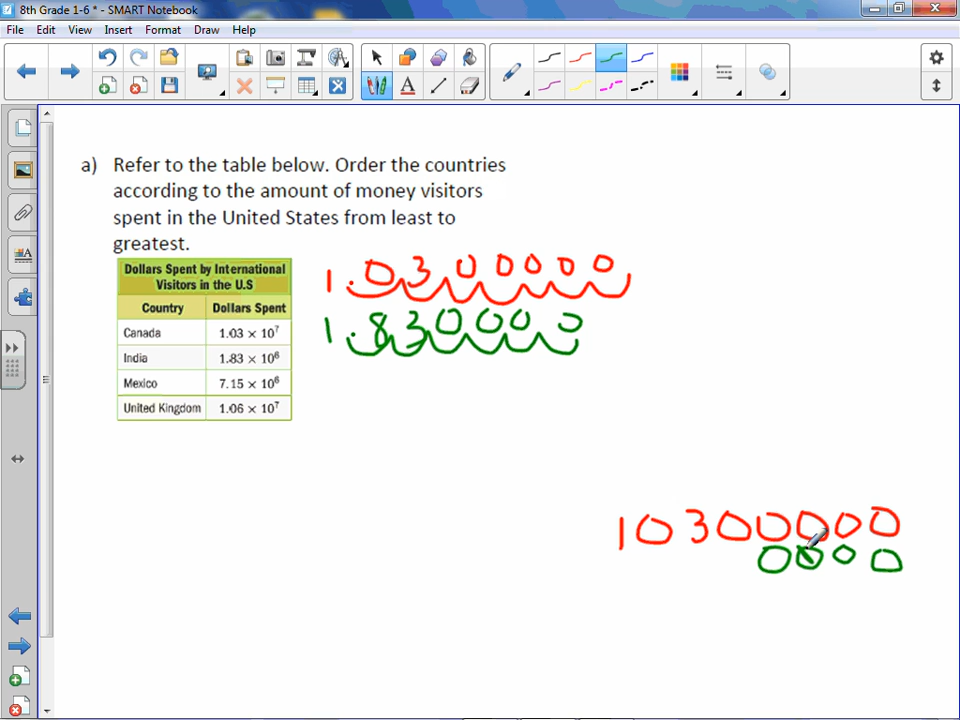 8th Grade 1-6 * - SMART Notebook
File Edit View Insert Format Draw Help
a) Refer to the table below. Order the countries
according to the amount of money visitors
spent in the United States from least to
greatest.
Dollars Spent by International
Visitors in the U.S
Country Dollars Spent
Canada 1.03 × 10⁷
India 1.83 × 10⁶
Mexico 7.15 × 10⁶
United Kingdom 1.06 × 10⁷
1.0300000
1.830000
10300000
0000